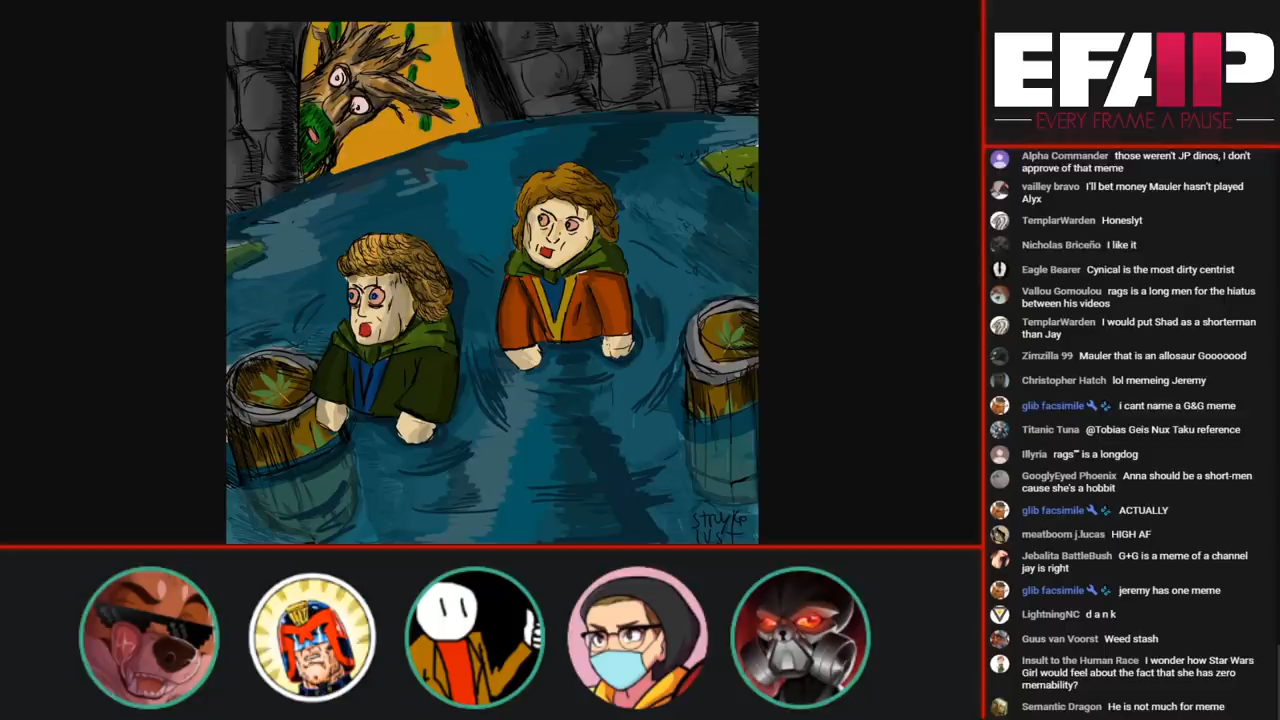 EFAP
EVERY FRAME A PAUSE
Alpha Commander those weren't JP dinos, I don't
approve of that meme
vailley bravo I'll bet money Mauler hasn't played
Alyx
TemplarWarden Honeslyt
Nicholas Briceño I like it
Eagle Bearer Cynical is the most dirty centrist
Vallou Gomoulou rags is a long men for the hiatus
between his videos
TemplarWarden I would put Shad as a shorterman
than Jay
Zimzilla 99 Mauler that is an allosaur Gooooood
Christopher Hatch lol memeing Jeremy
glib facsimile i cant name a G&G meme
Titanic Tuna @Tobias Geis Nux Taku reference
Illyria rags"' is a longdog
GooglyEyed Phoenix Anna should be a short-men
cause she's a hobbit
glib facsimile ACTUALLY
meatboom j.lucas HIGH AF
Jebalita BattleBush G+G is a meme of a channel
jay is right
glib facsimile jeremy has one meme
LightningNC d a n k
Guus van Voorst Weed stash
Insult to the Human Race I wonder how Star Wars
Girl would feel about the fact that she has zero
memability?
Semantic Dragon He is not much for meme